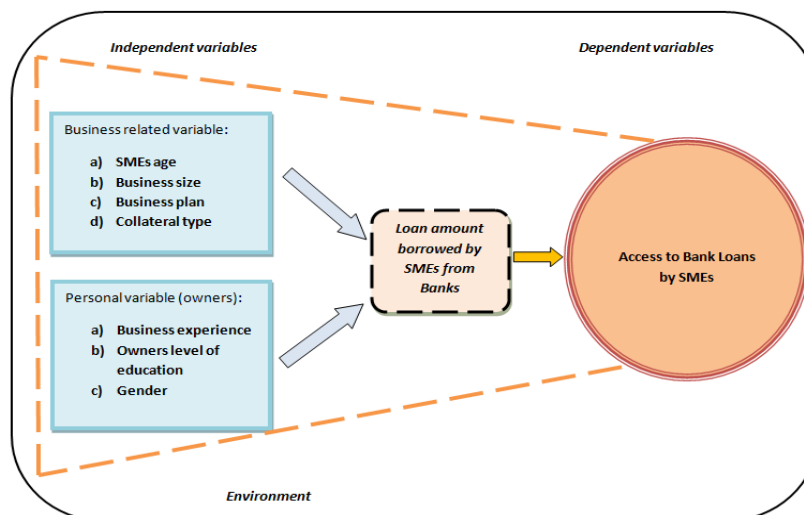 Independent variables
Dependent variables
Business related variable:
a) SMEs age
b) Business size
c) Business plan
d) Collateral type
Personal variable (owners):
a) Business experience
b) Owners level of
education
c) Gender
Loan amount
borrowed by
SMEs from
Banks
Access to Bank Loans
by SMEs
Environment